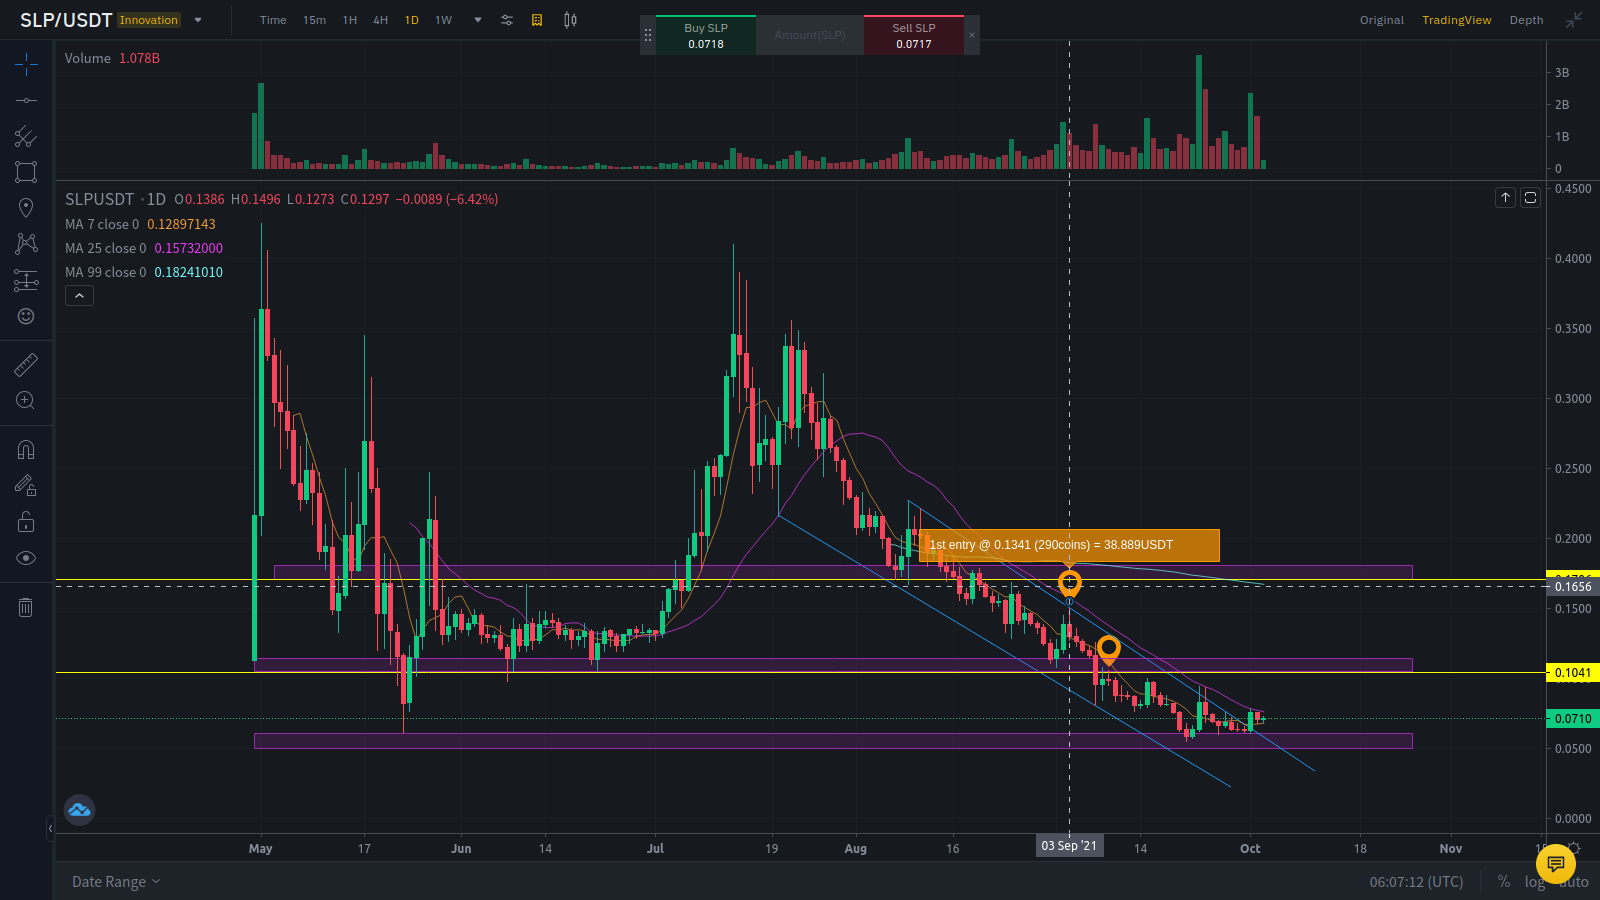 SLP/USDT Innovation
Time 15m 1H 4H 1D 1W
Buy SLP
0.0718
Amount(SLP)
Sell SLP
0.0717
×
Original TradingView Depth
Volume 1.078B
3B
2B
1B
0
SLPUSDT · 1D O0.1386 H0.1496 L0.1273 C0.1297 −0.0089 (−6.42%)
MA 7 close 0 0.12897143
MA 25 close 0 0.15732000
MA 99 close 0 0.18241010
0.4500
0.4000
0.3500
0.3000
0.2500
0.2000
1st entry @ 0.1341 (290coins) = 38.889USDT
0.1656
0.1500
0.1041
0.0710
0.0500
0.0000
May 17 Jun 14 Jul 19 Aug 16 03 Sep '21 14 Oct 18 Nov
Date Range
06:07:12 (UTC) % log auto